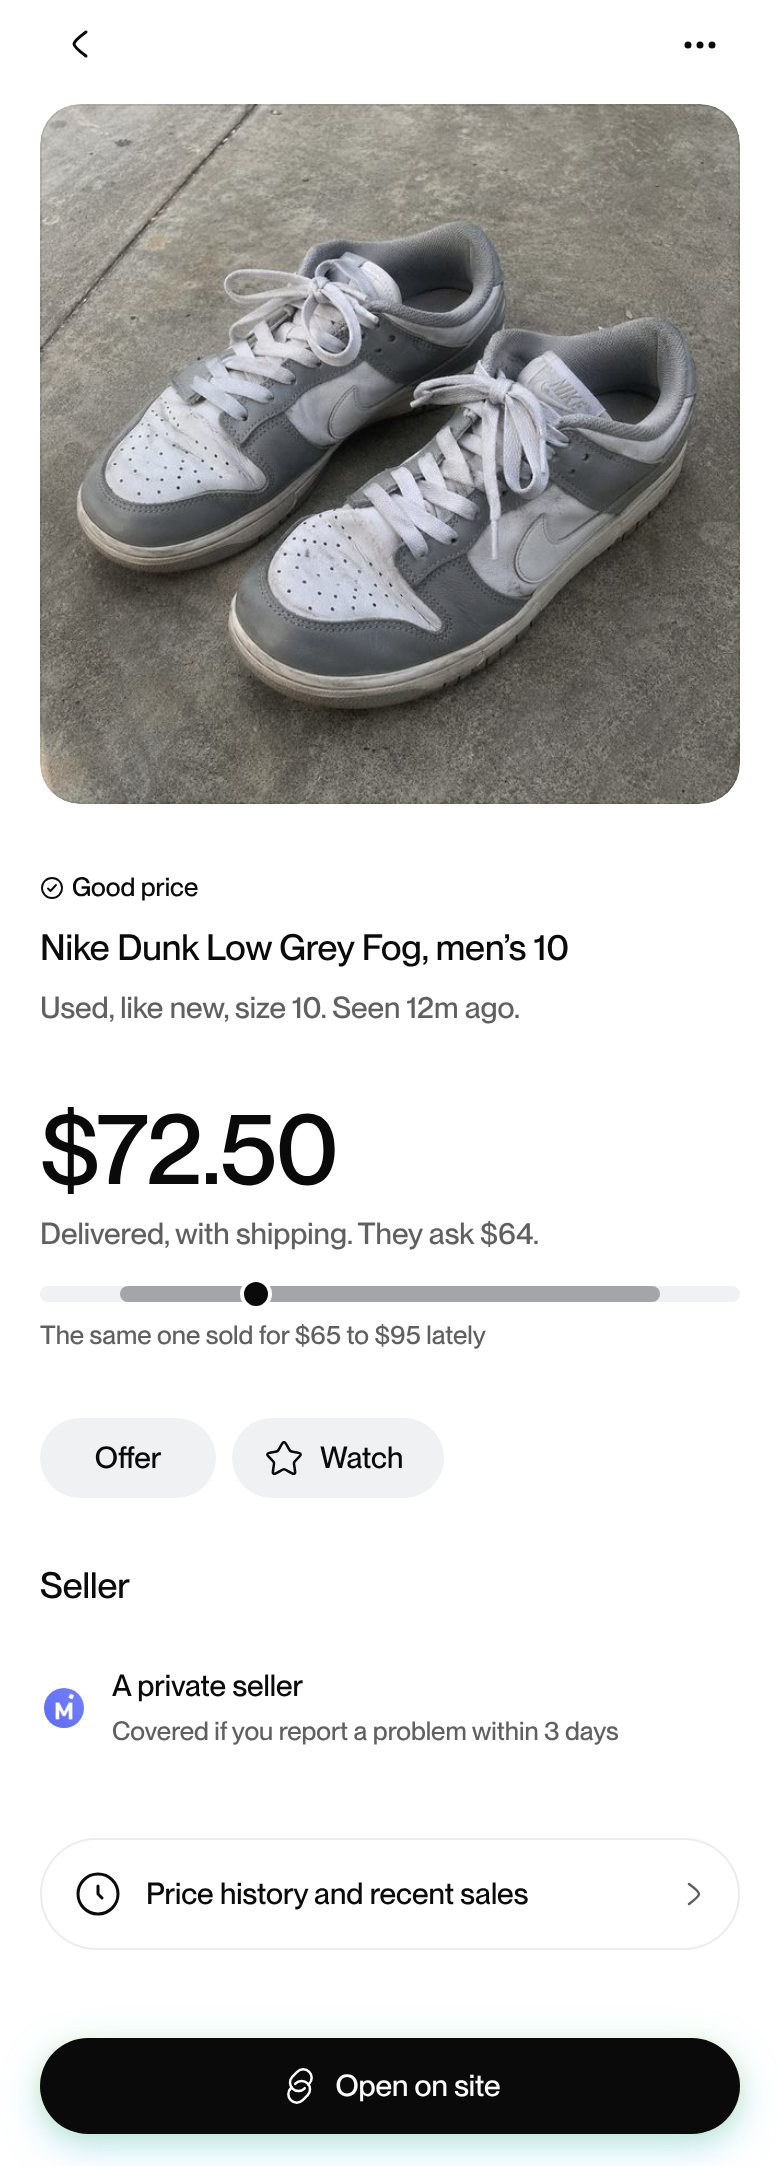 NIKE
Good price
Nike Dunk Low Grey Fog, men’s 10
Used, like new, size 10. Seen 12m ago.
$72.50
Delivered, with shipping. They ask $64.
The same one sold for $65 to $95 lately
Offer
Watch
Seller
M
A private seller
Covered if you report a problem within 3 days
Price history and recent sales
Open on site